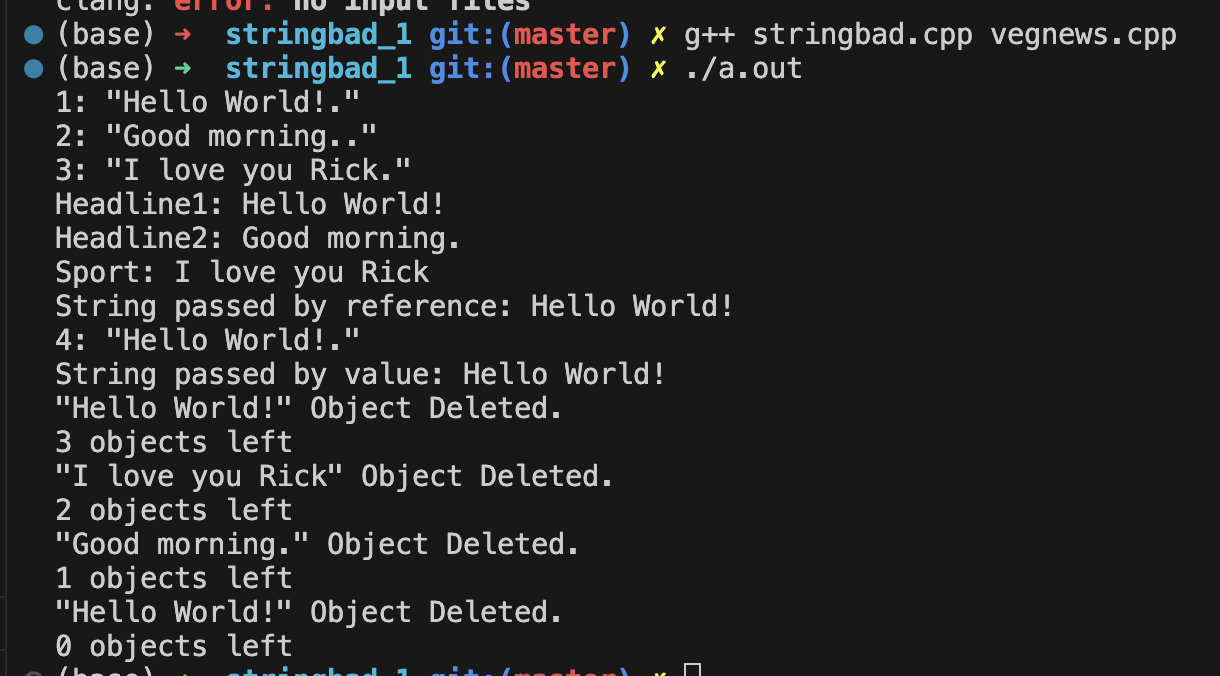 clang: error: no input files
(base) ➜ stringbad_1 git:(master) ✗ g++ stringbad.cpp vegnews.cpp
(base) ➜ stringbad_1 git:(master) ✗ ./a.out
1: "Hello World!."
2: "Good morning.."
3: "I love you Rick."
Headline1: Hello World!
Headline2: Good morning.
Sport: I love you Rick
String passed by reference: Hello World!
4: "Hello World!."
String passed by value: Hello World!
"Hello World!" Object Deleted.
3 objects left
"I love you Rick" Object Deleted.
2 objects left
"Good morning." Object Deleted.
1 objects left
"Hello World!" Object Deleted.
0 objects left
(base) ➜ stringbad_1 git:(master) ✗